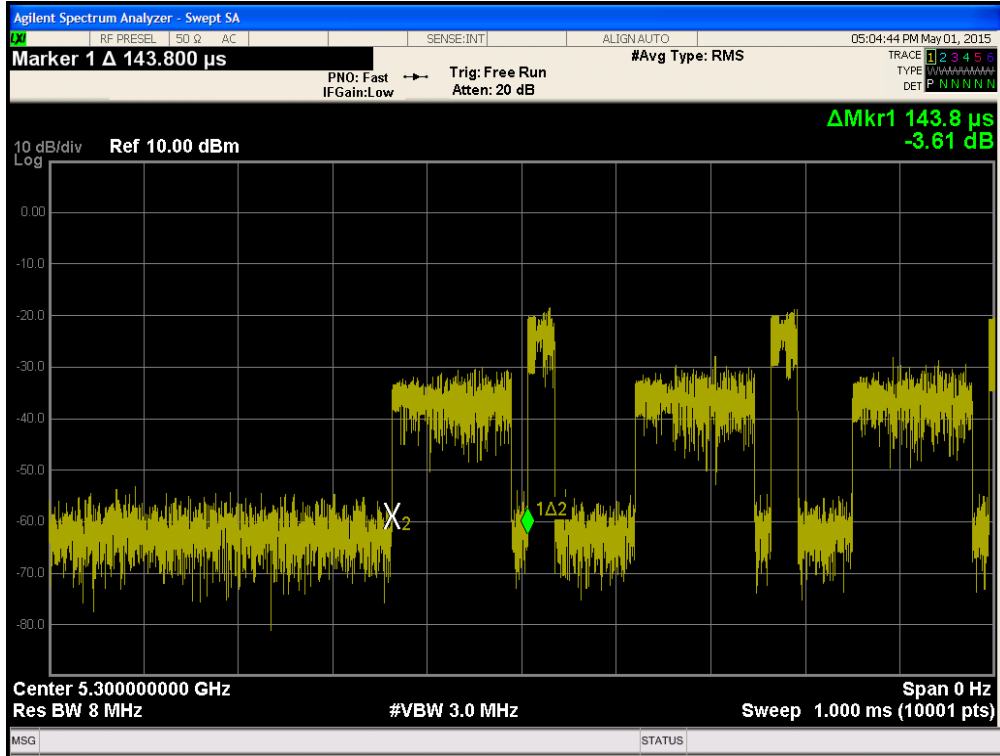 Agilent Spectrum Analyzer - Swept SA
LXI RF PRESEL 50 Ω AC SENSE:INT ALIGN AUTO 05:04:44 PM May 01, 2015
Marker 1 Δ 143.800 µs
PNO: Fast
IFGain:Low
Trig: Free Run
Atten: 20 dB
#Avg Type: RMS
TRACE 1 2 3 4 5 6
TYPE WWWWWW
DET P N N N N N
ΔMkr1 143.8 µs
-3.61 dB
10 dB/div Ref 10.00 dBm
Log
0.00
-10.0
-20.0
-30.0
-40.0
-50.0
-60.0
-70.0
-80.0
2
1Δ2
Center 5.300000000 GHz Span 0 Hz
Res BW 8 MHz #VBW 3.0 MHz Sweep 1.000 ms (10001 pts)
MSG STATUS